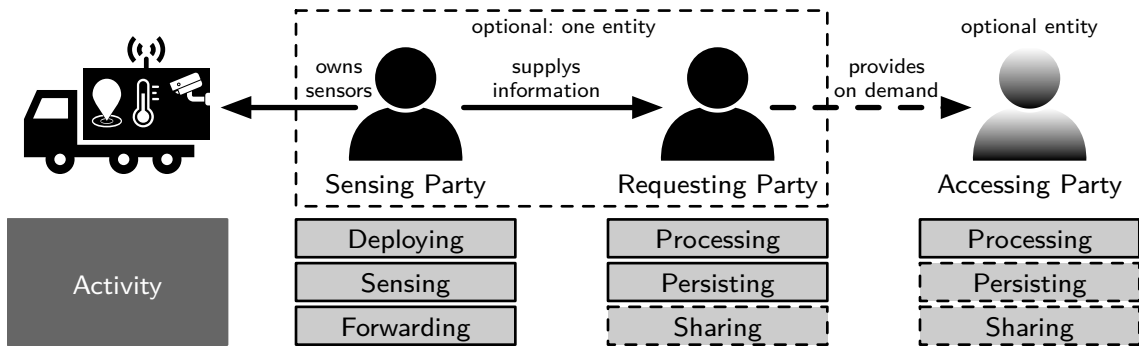 optional: one entity
optional entity
owns
sensors
supplys
information
provides
on demand
Sensing Party
Requesting Party
Accessing Party
Activity
Deploying
Processing
Processing
Sensing
Persisting
Persisting
Forwarding
Sharing
Sharing